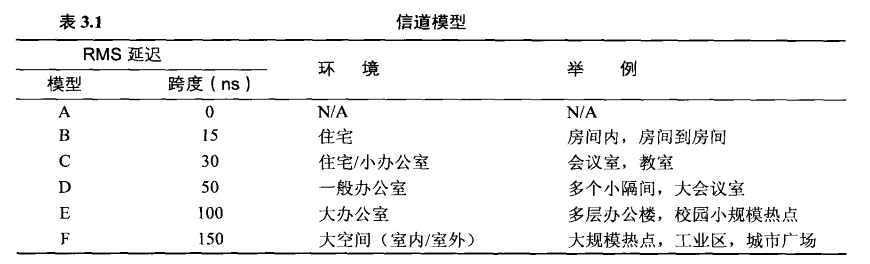 表 3.1 信道模型
RMS 延迟
环 境 举 例
模型 跨度（ns）
A 0 N/A N/A
B 15 住宅 房间内，房间到房间
C 30 住宅/小办公室 会议室，教室
D 50 一般办公室 多个小隔间，大会议室
E 100 大办公室 多层办公楼，校园小规模热点
F 150 大空间（室内/室外） 大规模热点，工业区，城市广场